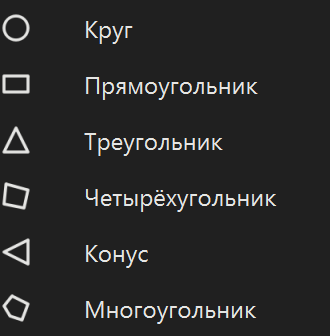 Круг
Прямоугольник
Треугольник
Четырёхугольник
Конус
Многоугольник